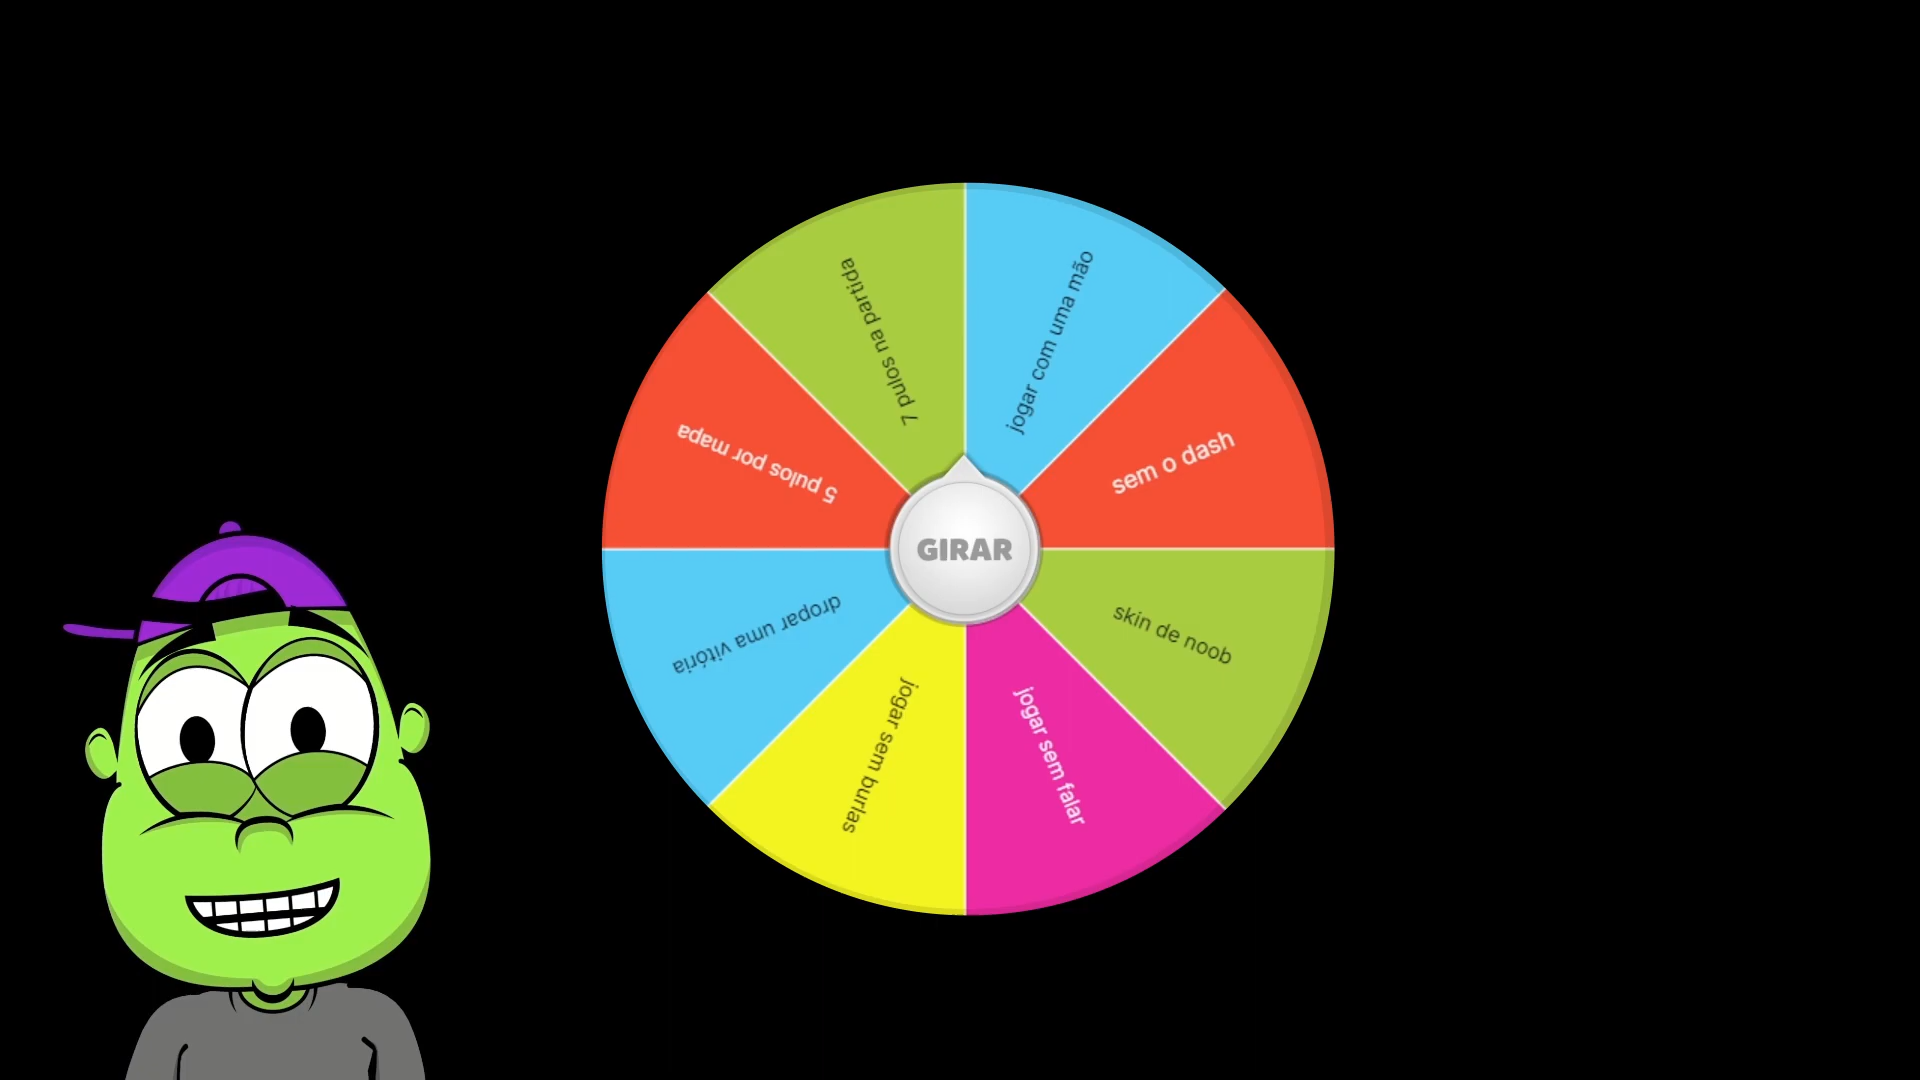 jogar com uma mão
sem o dash
skin de noob
jogar sem falar
jogar sem burlas
dropar uma vitória
5 pulos por mapa
7 pulos na partida
GIRAR